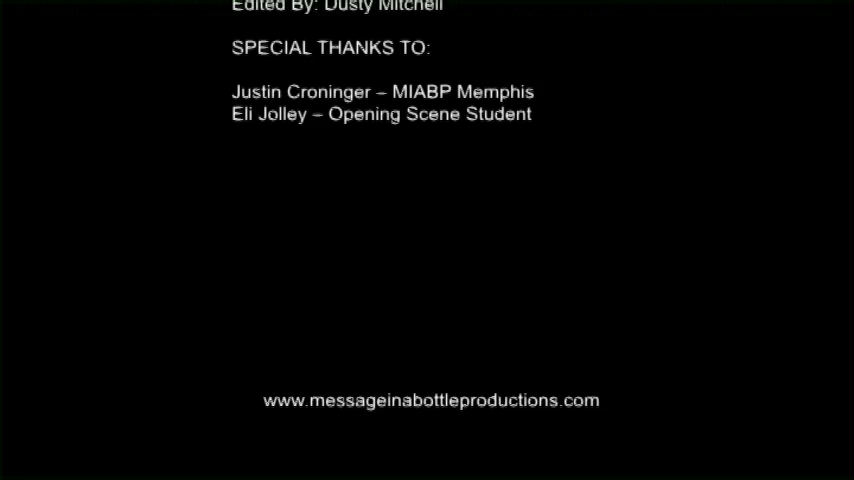 Edited By: Dusty Mitchell
SPECIAL THANKS TO:
Justin Croninger – MIABP Memphis
Eli Jolley – Opening Scene Student
www.messageinabottleproductions.com